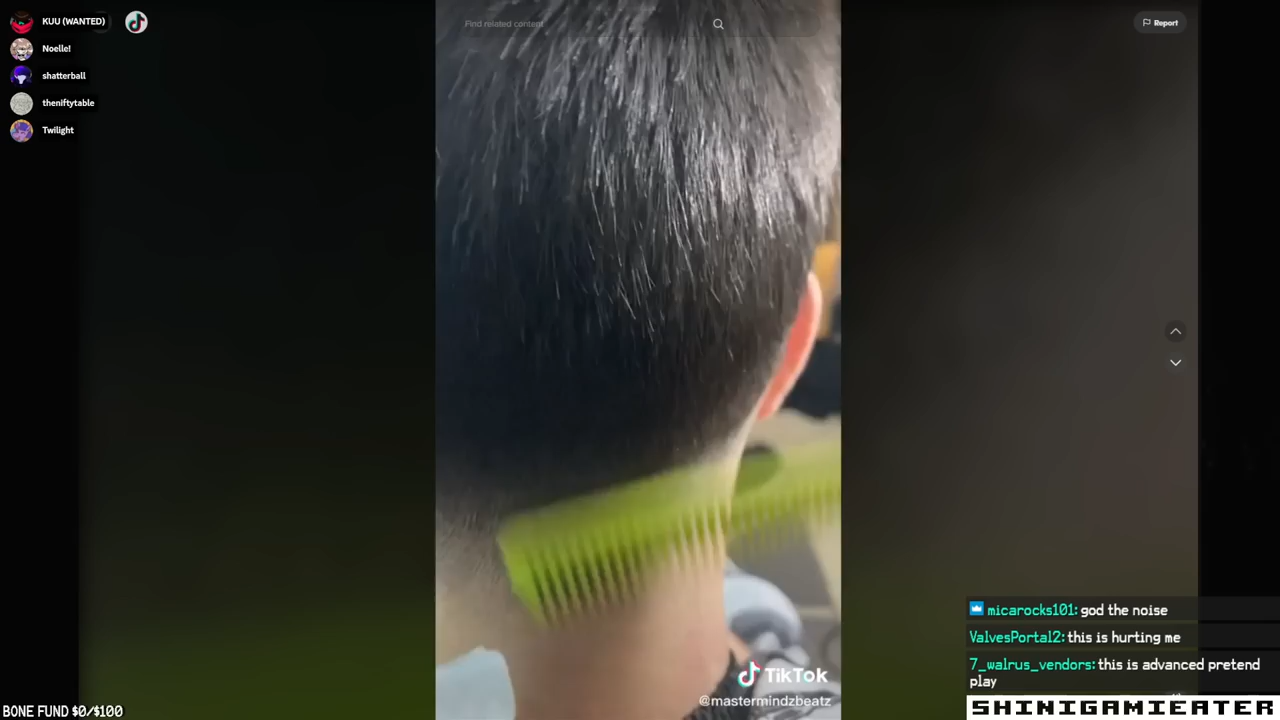 KUU (WANTED)
Noelle!
shatterball
theniftytable
Twilight
Find related content
Report
TikTok
@mastermindzbeatz
micarocks101: god the noise
ValvesPortal2: this is hurting me
7_walrus_vendors: this is advanced pretend
play
SHINIGAMIEATER
BONE FUND $0/$100